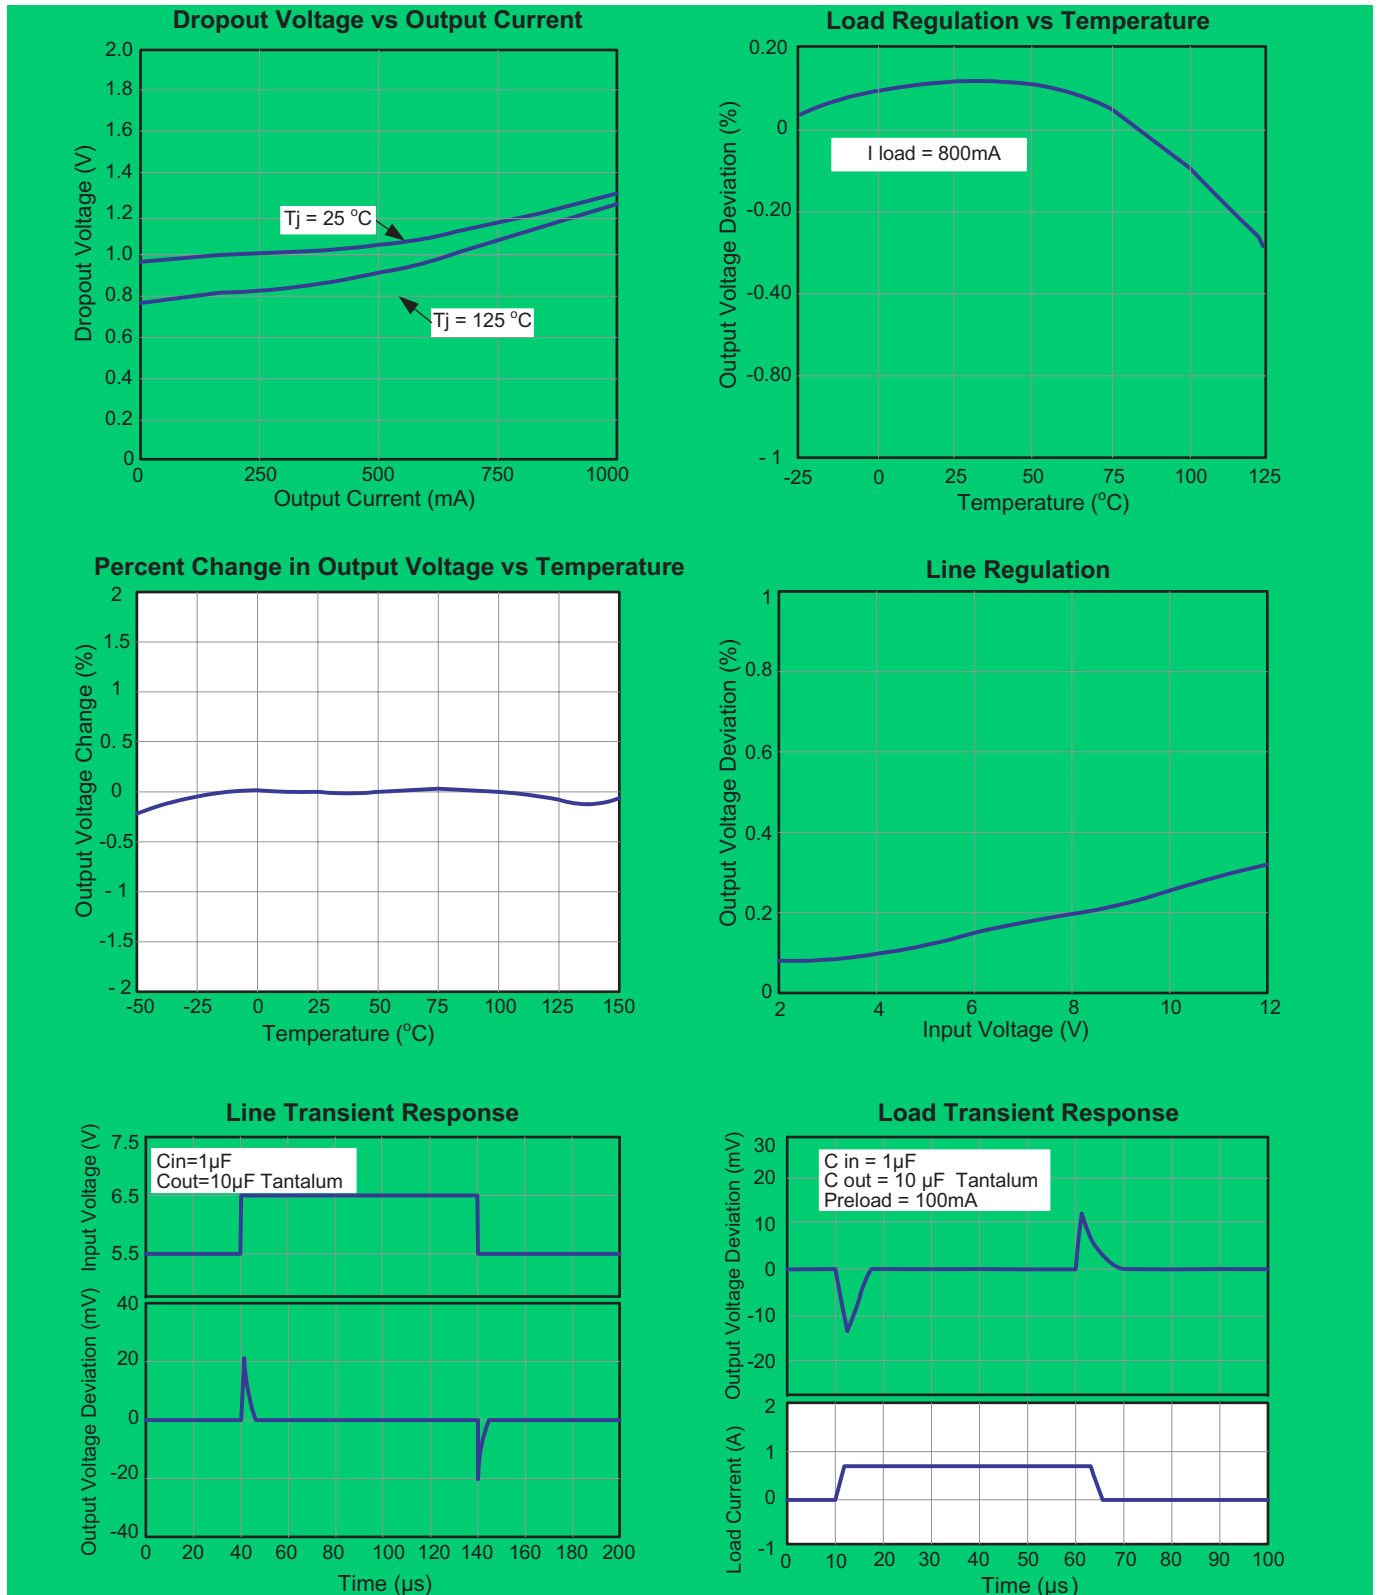 Dropout Voltage vs Output Current
Dropout Voltage (V)
2.0
1.8
1.6
1.4
1.2
1.0
0.8
0.6
0.4
0.2
0
Tj = 25 °C
Tj = 125 °C
0 250 500 750 1000
Output Current (mA)
Load Regulation vs Temperature
Output Voltage Deviation (%)
0.20
0
-0.20
-0.40
-0.80
- 1
I load = 800mA
-25 0 25 50 75 100 125
Temperature (°C)
Percent Change in Output Voltage vs Temperature
Output Voltage Change (%)
2
1.5
1
0.5
0
-0.5
- 1
-1.5
- 2
-50 -25 0 25 50 75 100 125 150
Temperature (°C)
Line Regulation
Output Voltage Deviation (%)
1
0.8
0.6
0.4
0.2
0
2 4 6 8 10 12
Input Voltage (V)
Line Transient Response
Input Voltage (V)
7.5
6.5
5.5
Cin=1µF
Cout=10µF Tantalum
Output Voltage Deviation (mV)
40
20
0
-20
-40
0 20 40 60 80 100 120 140 160 180 200
Time (µs)
Load Transient Response
Output Voltage Deviation (mV)
30
20
10
0
-10
-20
C in = 1µF
C out = 10 µF Tantalum
Preload = 100mA
Load Current (A)
2
1
0
-1
0 10 20 30 40 50 60 70 80 90 100
Time (µs)